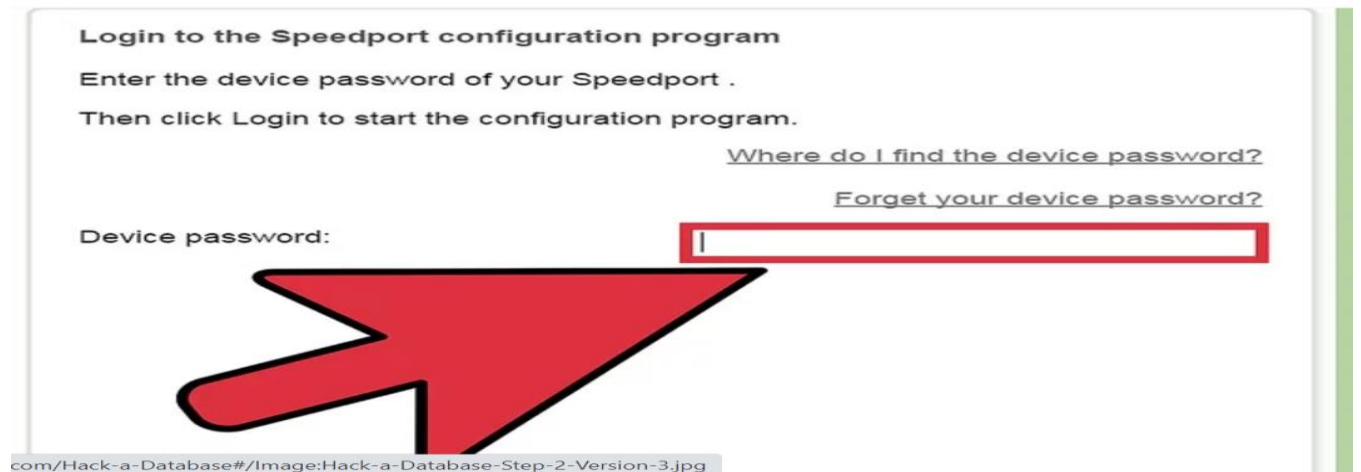 Login to the Speedport configuration program
Enter the device password of your Speedport .
Then click Login to start the configuration program.
Where do I find the device password?
Forget your device password?
Device password:
com/Hack-a-Database#/Image:Hack-a-Database-Step-2-Version-3.jpg